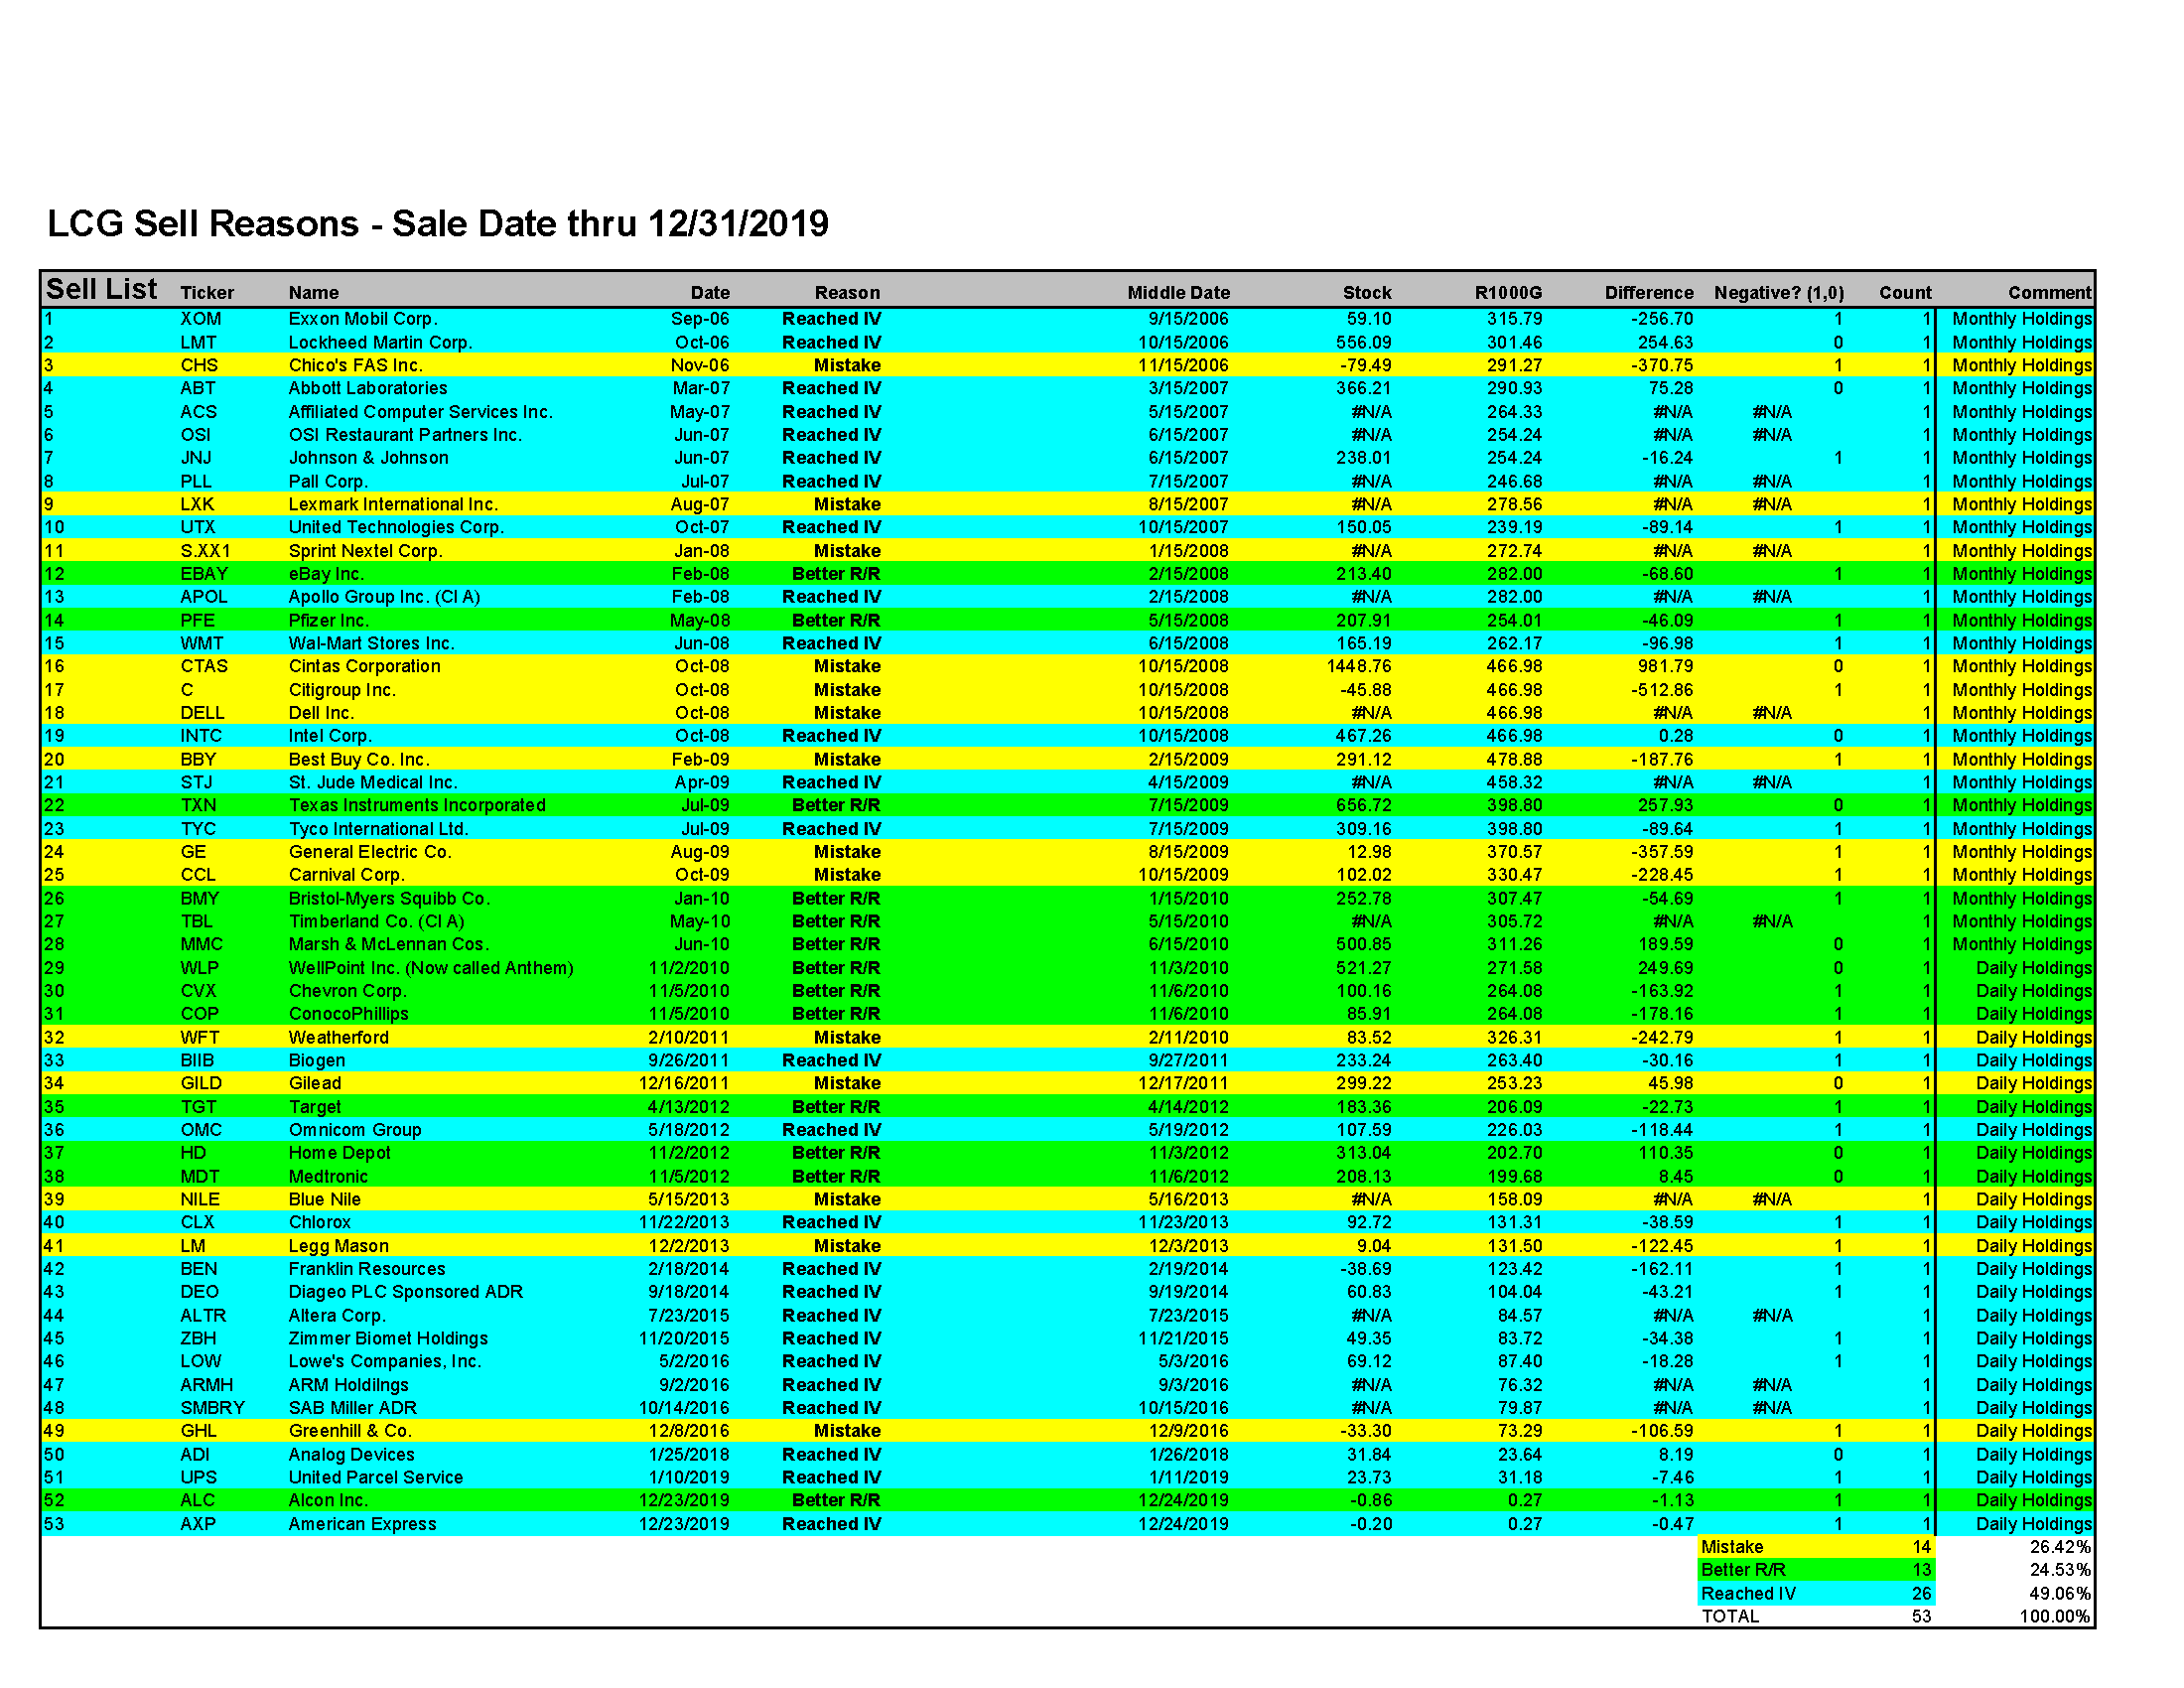 LCG Sell Reasons - Sale Date thru 12/31/2019
Sell List Ticker Name Date Reason Middle Date Stock R1000G Difference Negative? (1,0) Count Comment
1 XOM Exxon Mobil Corp. Sep-06 Reached IV 9/15/2006 59.10 315.79 -256.70 1 1 Monthly Holdings
2 LMT Lockheed Martin Corp. Oct-06 Reached IV 10/15/2006 556.09 301.46 254.63 0 1 Monthly Holdings
3 CHS Chico's FAS Inc. Nov-06 Mistake 11/15/2006 -79.49 291.27 -370.75 1 1 Monthly Holdings
4 ABT Abbott Laboratories Mar-07 Reached IV 3/15/2007 366.21 290.93 75.28 0 1 Monthly Holdings
5 ACS Affiliated Computer Services Inc. May-07 Reached IV 5/15/2007 #N/A 264.33 #N/A #N/A 1 Monthly Holdings
6 OSI OSI Restaurant Partners Inc. Jun-07 Reached IV 6/15/2007 #N/A 254.24 #N/A #N/A 1 Monthly Holdings
7 JNJ Johnson & Johnson Jun-07 Reached IV 6/15/2007 238.01 254.24 -16.24 1 1 Monthly Holdings
8 PLL Pall Corp. Jul-07 Reached IV 7/15/2007 #N/A 246.68 #N/A #N/A 1 Monthly Holdings
9 LXK Lexmark International Inc. Aug-07 Mistake 8/15/2007 #N/A 278.56 #N/A #N/A 1 Monthly Holdings
10 UTX United Technologies Corp. Oct-07 Reached IV 10/15/2007 150.05 239.19 -89.14 1 1 Monthly Holdings
11 S.XX1 Sprint Nextel Corp. Jan-08 Mistake 1/15/2008 #N/A 272.74 #N/A #N/A 1 Monthly Holdings
12 EBAY eBay Inc. Feb-08 Better R/R 2/15/2008 213.40 282.00 -68.60 1 1 Monthly Holdings
13 APOL Apollo Group Inc. (Cl A) Feb-08 Reached IV 2/15/2008 #N/A 282.00 #N/A #N/A 1 Monthly Holdings
14 PFE Pfizer Inc. May-08 Better R/R 5/15/2008 207.91 254.01 -46.09 1 1 Monthly Holdings
15 WMT Wal-Mart Stores Inc. Jun-08 Reached IV 6/15/2008 165.19 262.17 -96.98 1 1 Monthly Holdings
16 CTAS Cintas Corporation Oct-08 Mistake 10/15/2008 1448.76 466.98 981.79 0 1 Monthly Holdings
17 C Citigroup Inc. Oct-08 Mistake 10/15/2008 -45.88 466.98 -512.86 1 1 Monthly Holdings
18 DELL Dell Inc. Oct-08 Mistake 10/15/2008 #N/A 466.98 #N/A #N/A 1 Monthly Holdings
19 INTC Intel Corp. Oct-08 Reached IV 10/15/2008 467.26 466.98 0.28 0 1 Monthly Holdings
20 BBY Best Buy Co. Inc. Feb-09 Mistake 2/15/2009 291.12 478.88 -187.76 1 1 Monthly Holdings
21 STJ St. Jude Medical Inc. Apr-09 Reached IV 4/15/2009 #N/A 458.32 #N/A #N/A 1 Monthly Holdings
22 TXN Texas Instruments Incorporated Jul-09 Better R/R 7/15/2009 656.72 398.80 257.93 0 1 Monthly Holdings
23 TYC Tyco International Ltd. Jul-09 Reached IV 7/15/2009 309.16 398.80 -89.64 1 1 Monthly Holdings
24 GE General Electric Co. Aug-09 Mistake 8/15/2009 12.98 370.57 -357.59 1 1 Monthly Holdings
25 CCL Carnival Corp. Oct-09 Mistake 10/15/2009 102.02 330.47 -228.45 1 1 Monthly Holdings
26 BMY Bristol-Myers Squibb Co. Jan-10 Better R/R 1/15/2010 252.78 307.47 -54.69 1 1 Monthly Holdings
27 TBL Timberland Co. (Cl A) May-10 Better R/R 5/15/2010 #N/A 305.72 #N/A #N/A 1 Monthly Holdings
28 MMC Marsh & McLennan Cos. Jun-10 Better R/R 6/15/2010 500.85 311.26 189.59 0 1 Monthly Holdings
29 WLP WellPoint Inc. (Now called Anthem) 11/2/2010 Better R/R 11/3/2010 521.27 271.58 249.69 0 1 Daily Holdings
30 CVX Chevron Corp. 11/5/2010 Better R/R 11/6/2010 100.16 264.08 -163.92 1 1 Daily Holdings
31 COP ConocoPhillips 11/5/2010 Better R/R 11/6/2010 85.91 264.08 -178.16 1 1 Daily Holdings
32 WFT Weatherford 2/10/2011 Mistake 2/11/2010 83.52 326.31 -242.79 1 1 Daily Holdings
33 BIIB Biogen 9/26/2011 Reached IV 9/27/2011 233.24 263.40 -30.16 1 1 Daily Holdings
34 GILD Gilead 12/16/2011 Mistake 12/17/2011 299.22 253.23 45.98 0 1 Daily Holdings
35 TGT Target 4/13/2012 Better R/R 4/14/2012 183.36 206.09 -22.73 1 1 Daily Holdings
36 OMC Omnicom Group 5/18/2012 Reached IV 5/19/2012 107.59 226.03 -118.44 1 1 Daily Holdings
37 HD Home Depot 11/2/2012 Better R/R 11/3/2012 313.04 202.70 110.35 0 1 Daily Holdings
38 MDT Medtronic 11/5/2012 Better R/R 11/6/2012 208.13 199.68 8.45 0 1 Daily Holdings
39 NILE Blue Nile 5/15/2013 Mistake 5/16/2013 #N/A 158.09 #N/A #N/A 1 Daily Holdings
40 CLX Chlorox 11/22/2013 Reached IV 11/23/2013 92.72 131.31 -38.59 1 1 Daily Holdings
41 LM Legg Mason 12/2/2013 Mistake 12/3/2013 9.04 131.50 -122.45 1 1 Daily Holdings
42 BEN Franklin Resources 2/18/2014 Reached IV 2/19/2014 -38.69 123.42 -162.11 1 1 Daily Holdings
43 DEO Diageo PLC Sponsored ADR 9/18/2014 Reached IV 9/19/2014 60.83 104.04 -43.21 1 1 Daily Holdings
44 ALTR Altera Corp. 7/23/2015 Reached IV 7/23/2015 #N/A 84.57 #N/A #N/A 1 Daily Holdings
45 ZBH Zimmer Biomet Holdings 11/20/2015 Reached IV 11/21/2015 49.35 83.72 -34.38 1 1 Daily Holdings
46 LOW Lowe's Companies, Inc. 5/2/2016 Reached IV 5/3/2016 69.12 87.40 -18.28 1 1 Daily Holdings
47 ARMH ARM Holdilngs 9/2/2016 Reached IV 9/3/2016 #N/A 76.32 #N/A #N/A 1 Daily Holdings
48 SMBRY SAB Miller ADR 10/14/2016 Reached IV 10/15/2016 #N/A 79.87 #N/A #N/A 1 Daily Holdings
49 GHL Greenhill & Co. 12/8/2016 Mistake 12/9/2016 -33.30 73.29 -106.59 1 1 Daily Holdings
50 ADI Analog Devices 1/25/2018 Reached IV 1/26/2018 31.84 23.64 8.19 0 1 Daily Holdings
51 UPS United Parcel Service 1/10/2019 Reached IV 1/11/2019 23.73 31.18 -7.46 1 1 Daily Holdings
52 ALC Alcon Inc. 12/23/2019 Better R/R 12/24/2019 -0.86 0.27 -1.13 1 1 Daily Holdings
53 AXP American Express 12/23/2019 Reached IV 12/24/2019 -0.20 0.27 -0.47 1 1 Daily Holdings
Mistake 14 26.42%
Better R/R 13 24.53%
Reached IV 26 49.06%
TOTAL 53 100.00%